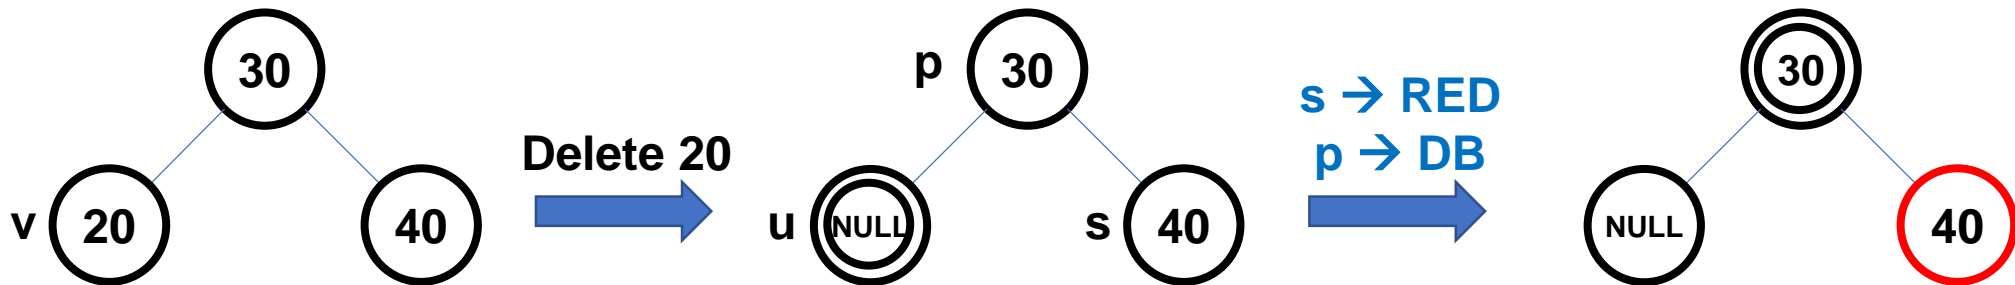 30
v 20
40
Delete 20
p 30
u NULL
s 40
s → RED
p → DB
30
NULL
40